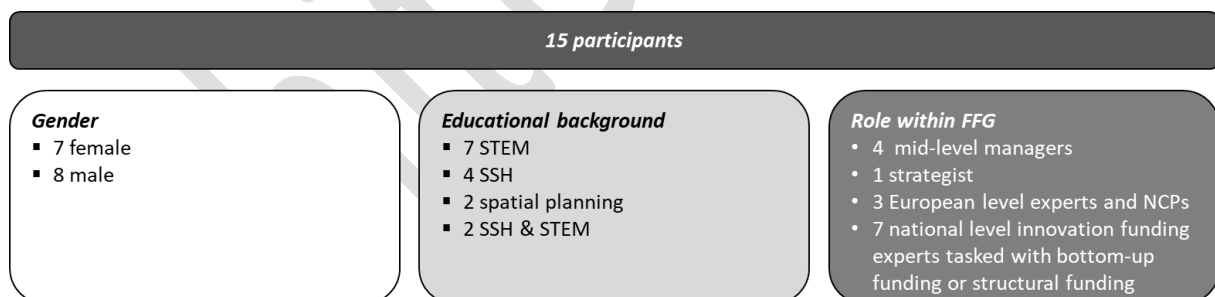 15 participants
Gender
▪ 7 female
▪ 8 male
Educational background
▪ 7 STEM
▪ 4 SSH
▪ 2 spatial planning
▪ 2 SSH & STEM
Role within FFG
• 4 mid-level managers
• 1 strategist
• 3 European level experts and NCPs
• 7 national level innovation funding
experts tasked with bottom-up
funding or structural funding